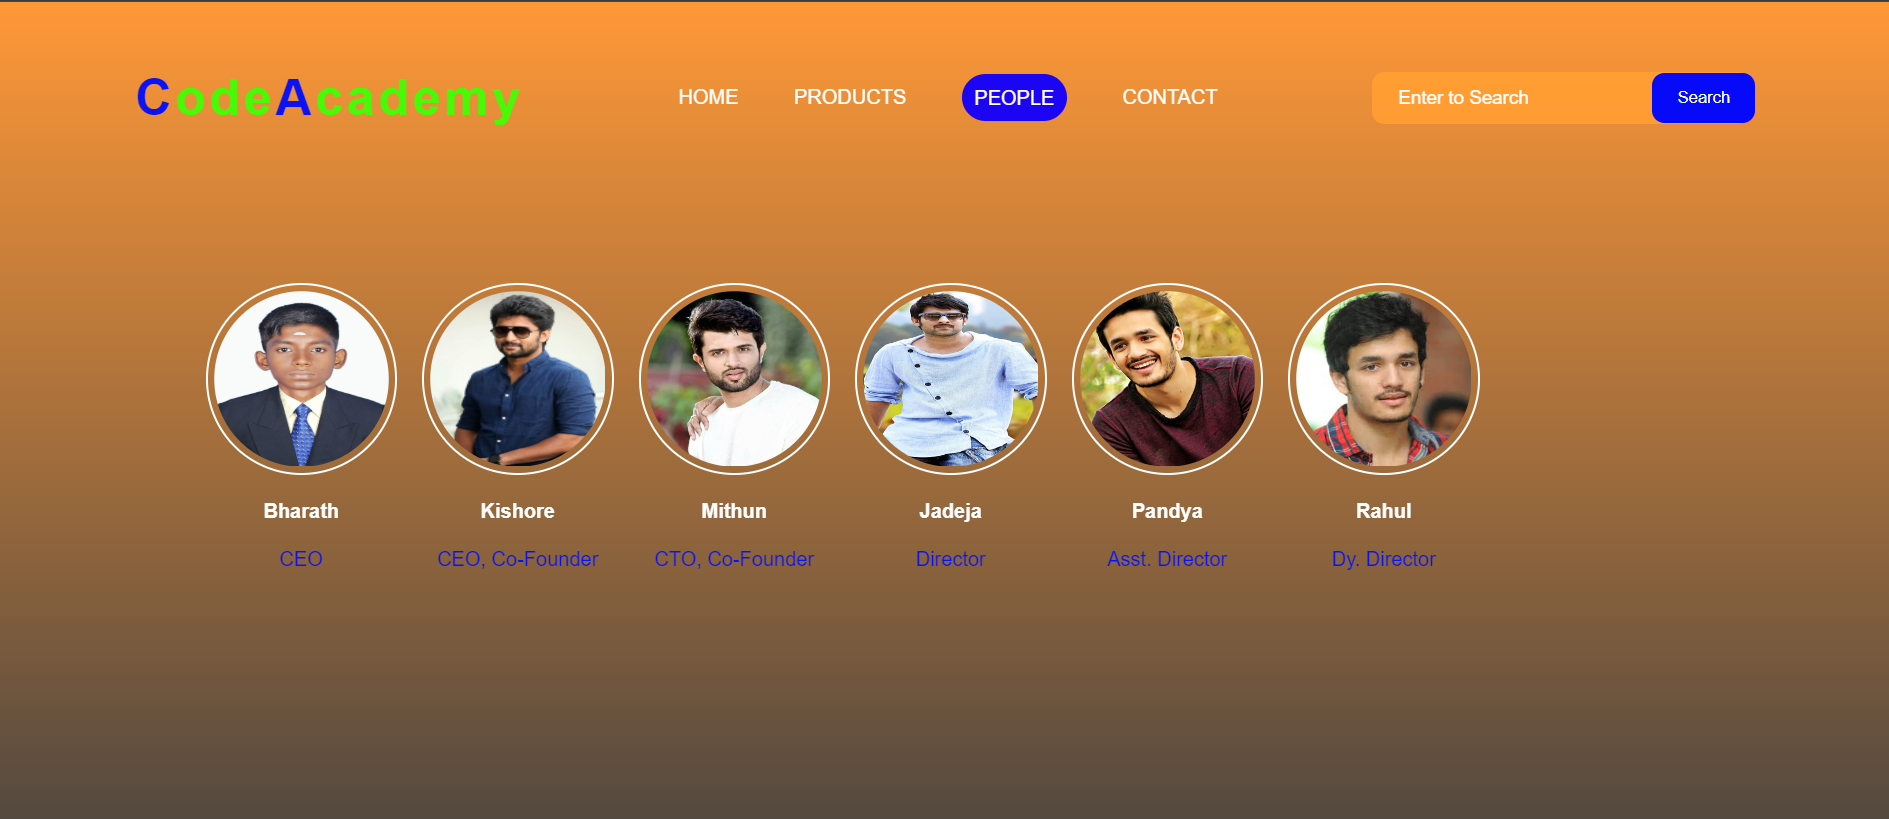 CodeAcademy HOME PRODUCTS PEOPLE CONTACT Enter to Search Search
Bharath Kishore Mithun Jadeja Pandya Rahul
CEO CEO, Co-Founder CTO, Co-Founder Director Asst. Director Dy. Director